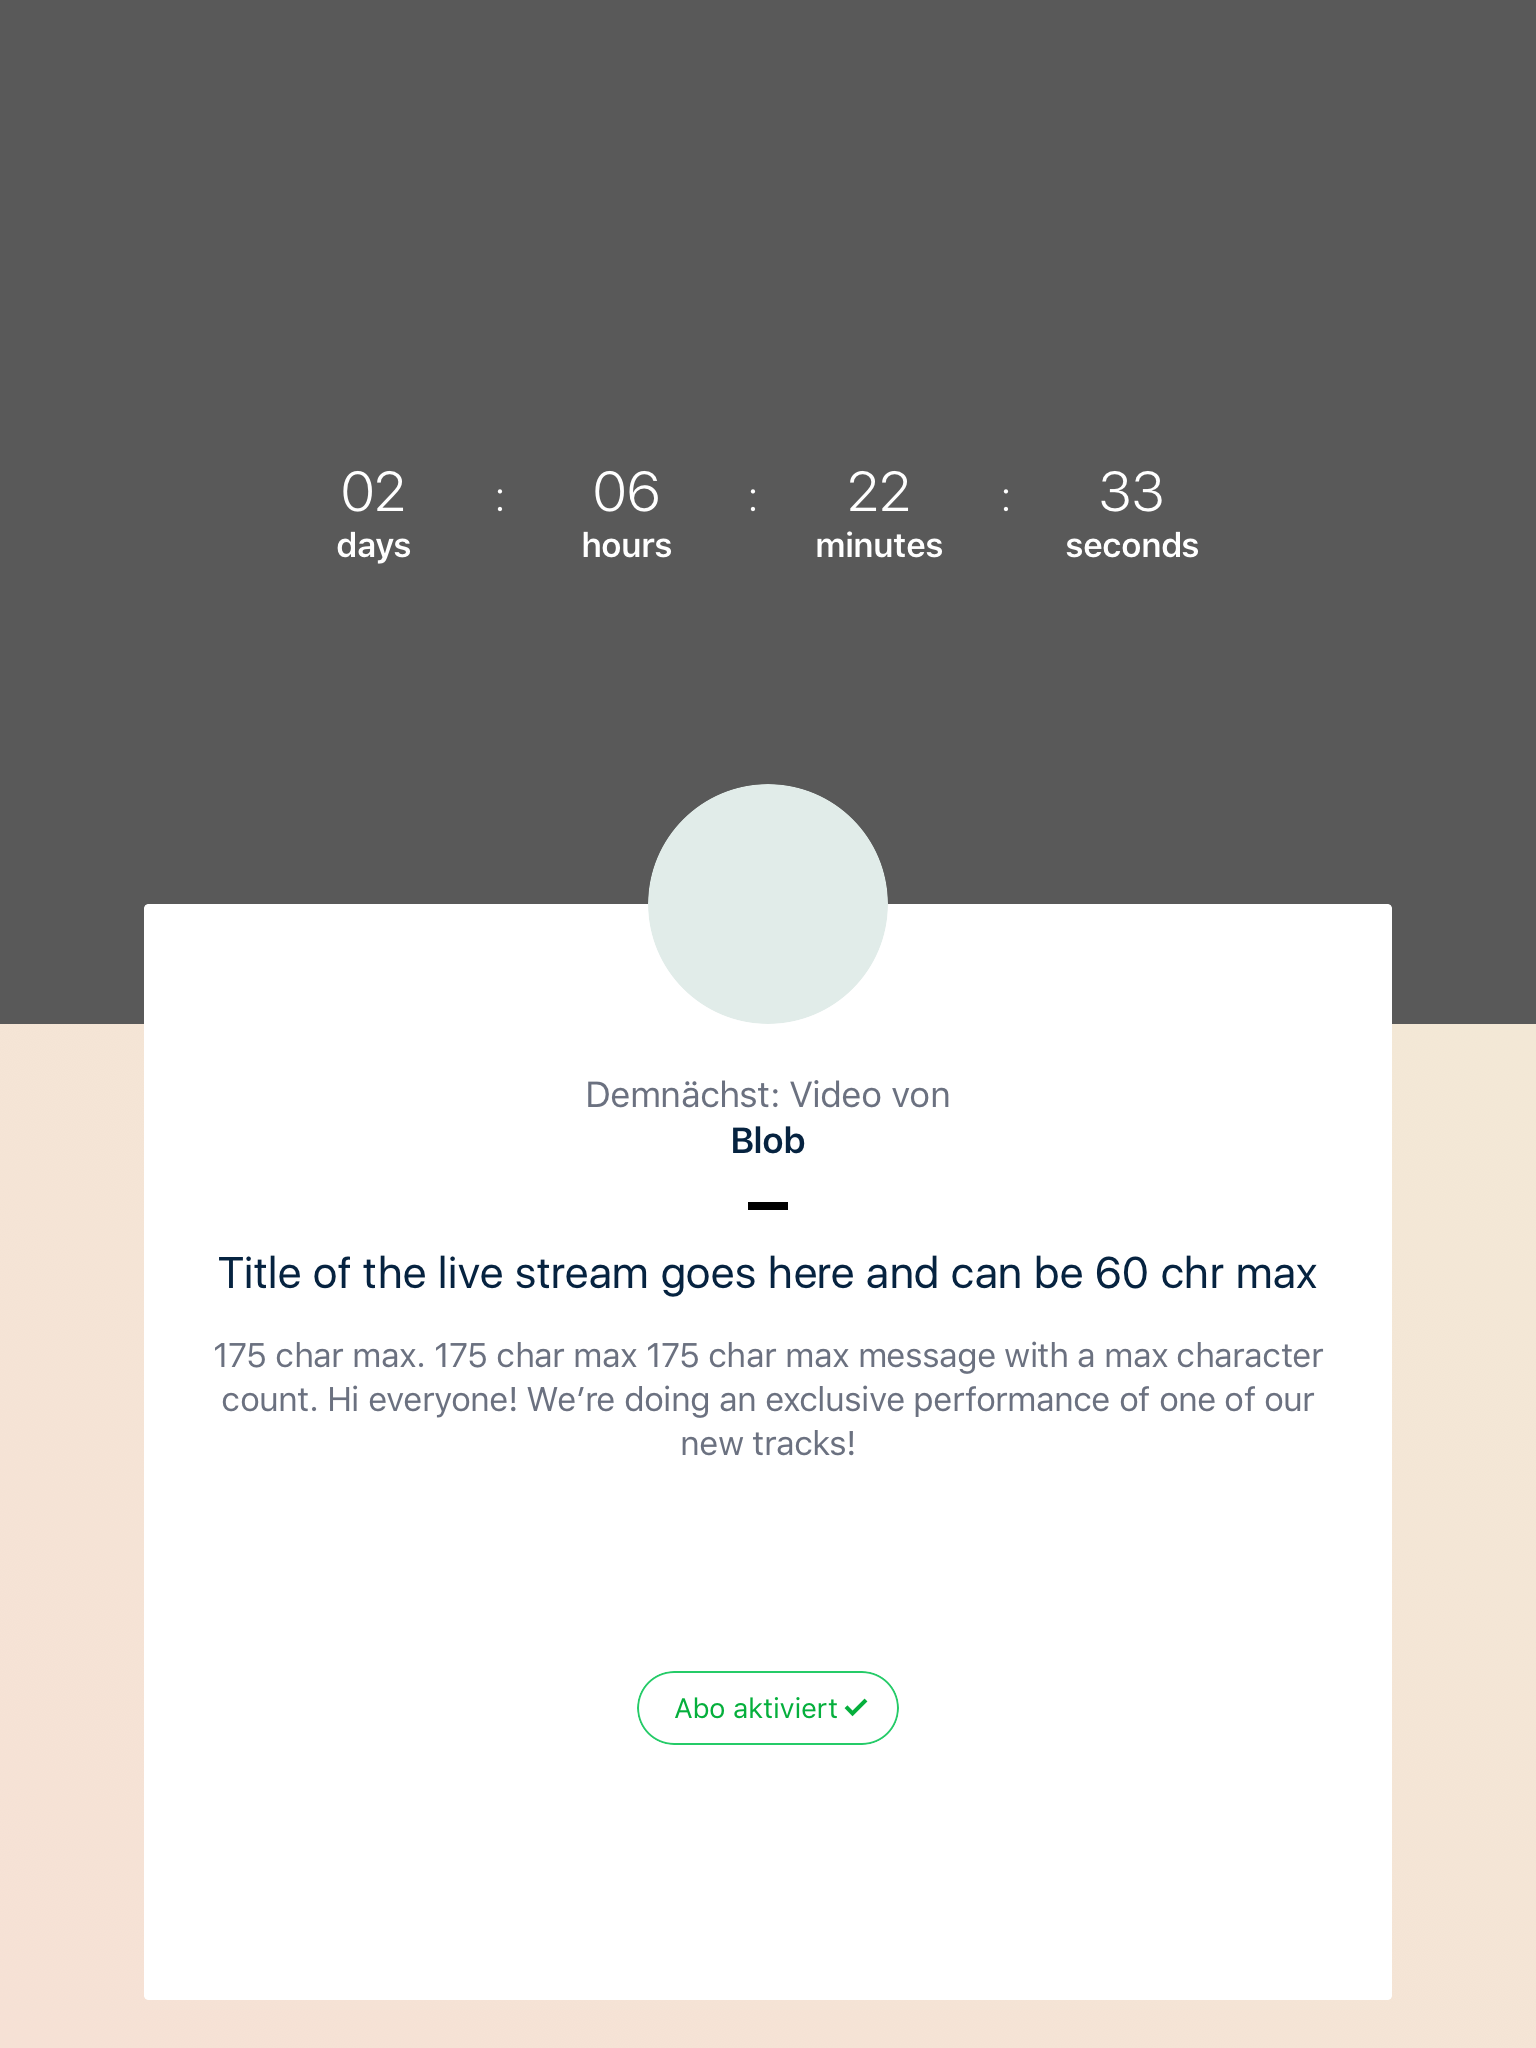 02 : 06 : 22 : 33
days hours minutes seconds
Demnächst: Video von
Blob
Title of the live stream goes here and can be 60 chr max
175 char max. 175 char max 175 char max message with a max character
count. Hi everyone! We’re doing an exclusive performance of one of our
new tracks!
Abo aktiviert